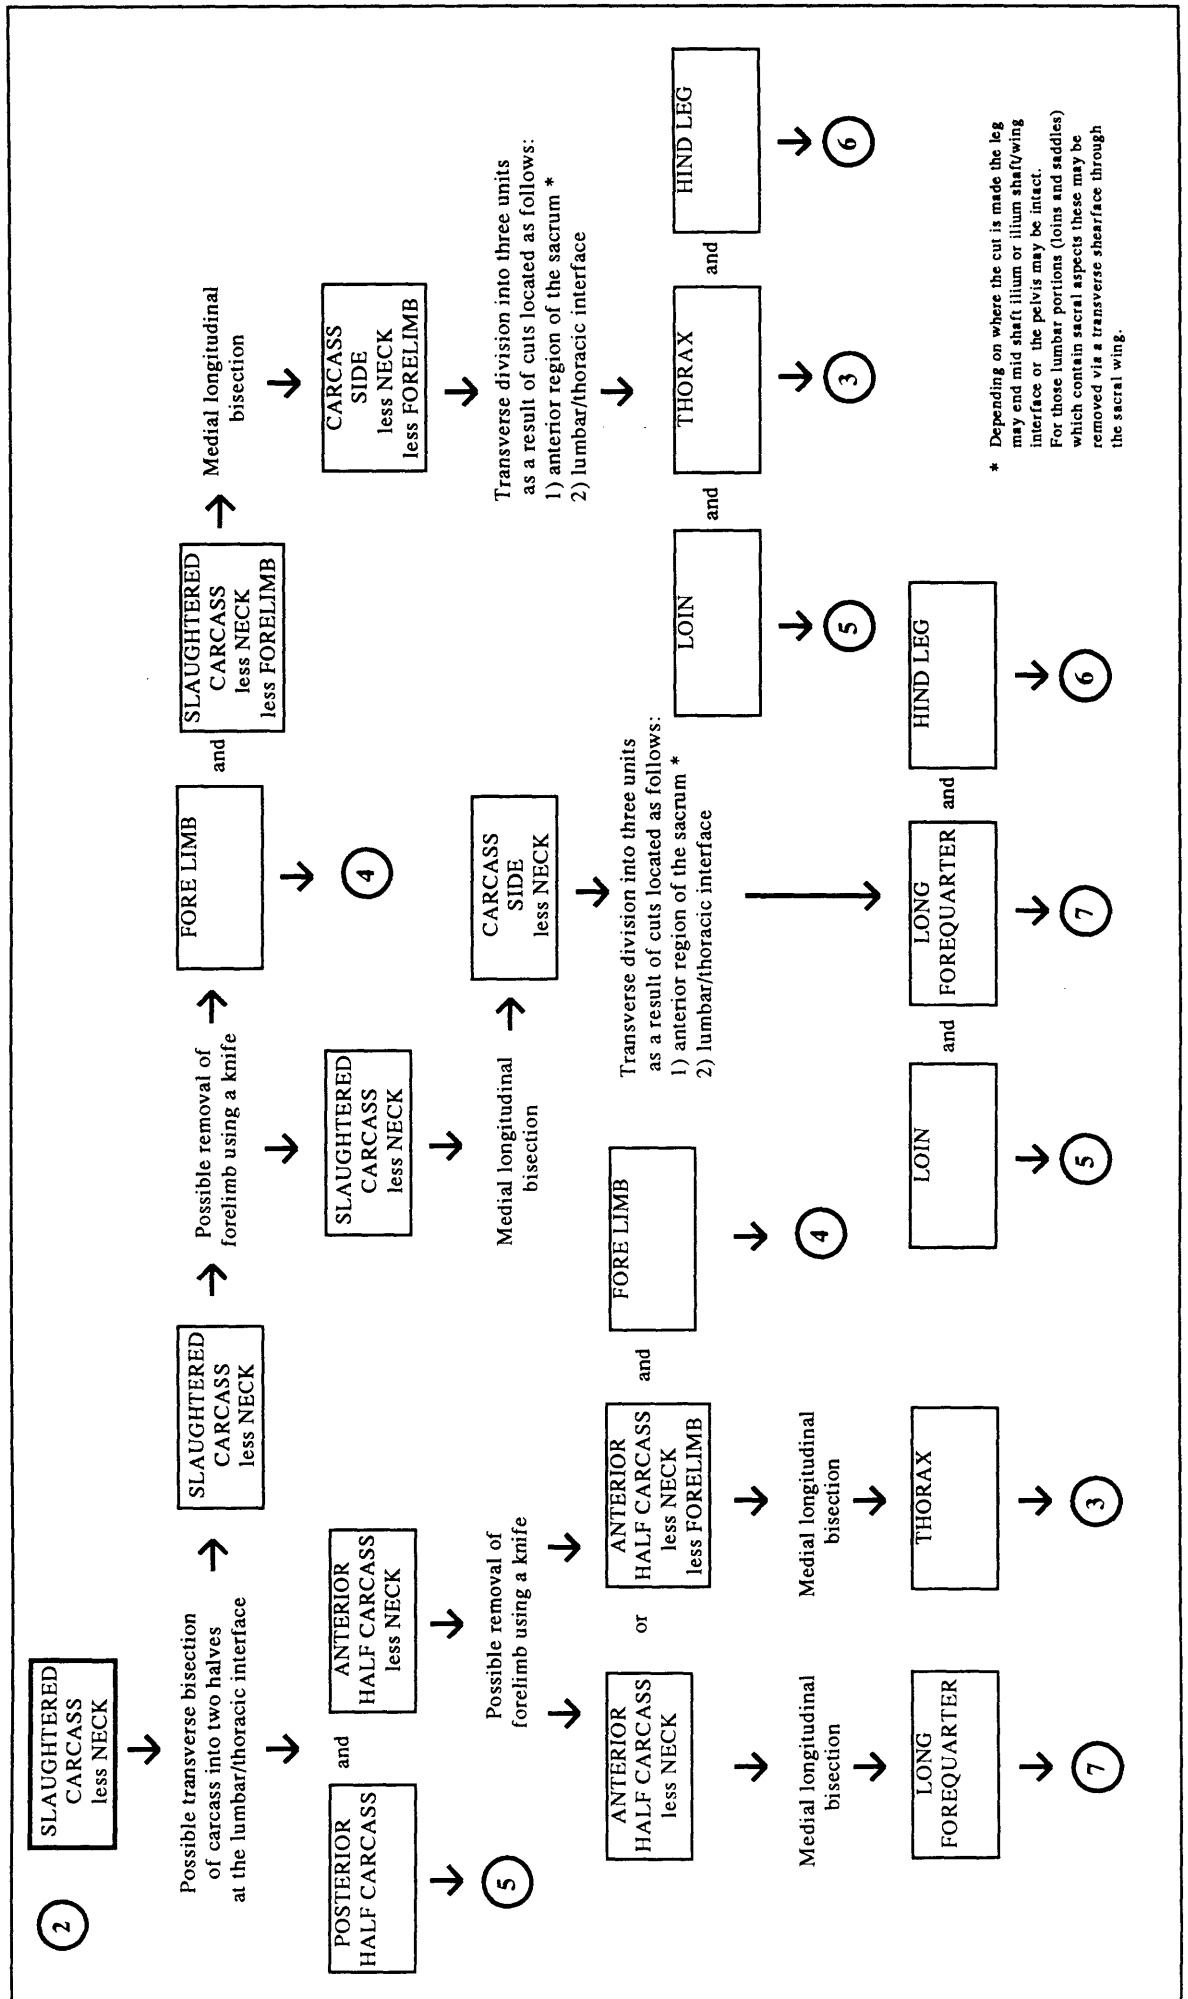 2
SLAUGHTERED
CARCASS
less NECK
Possible transverse bisection
of carcass into two halves
at the lumbar/thoracic interface
SLAUGHTERED
CARCASS
less NECK
Possible removal of
forelimb using a knife
FORE LIMB
and
SLAUGHTERED
CARCASS
less NECK
less FORELIMB
Medial longitudinal
bisection
4
POSTERIOR
HALF CARCASS
and
ANTERIOR
HALF CARCASS
less NECK
SLAUGHTERED
CARCASS
less NECK
CARCASS
SIDE
less NECK
less FORELIMB
5
Possible removal of
forelimb using a knife
Medial longitudinal
bisection
CARCASS
SIDE
less NECK
Transverse division into three units
as a result of cuts located as follows:
1) anterior region of the sacrum *
2) lumbar/thoracic interface
ANTERIOR
HALF CARCASS
less NECK
or
ANTERIOR
HALF CARCASS
less NECK
less FORELIMB
and
FORE LIMB
Transverse division into three units
as a result of cuts located as follows:
1) anterior region of the sacrum *
2) lumbar/thoracic interface
LOIN
and
THORAX
and
HIND LEG
Medial longitudinal
bisection
Medial longitudinal
bisection
4
5
3
6
LONG
FOREQUARTER
THORAX
LOIN
and
LONG
FOREQUARTER
and
HIND LEG
7
3
5
7
6
* Depending on where the cut is made the leg
may end mid shaft ilium or ilium shaft/wing
interface or the pelvis may be intact.
For those lumbar portions (loins and saddles)
which contain sacral aspects these may be
removed via a transverse shearface through
the sacral wing.